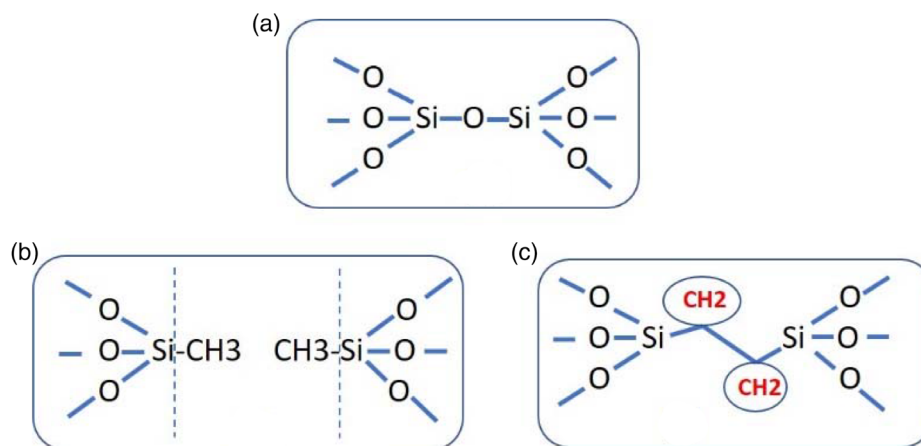 (a)
O O
O Si O Si O
O O
(b)
O O
O Si-CH3 CH3-Si O
O O
(c)
CH2
O O
O Si Si O
O CH2 O